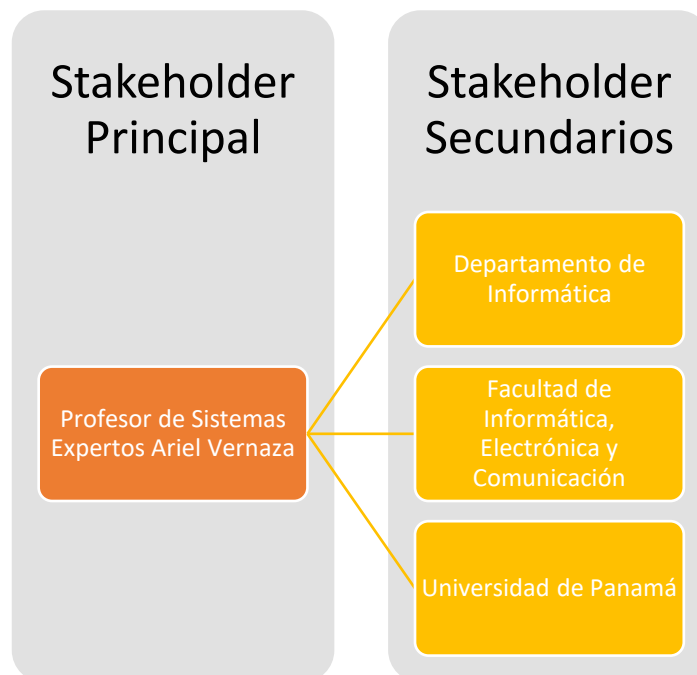 Stakeholder
Principal
Stakeholder
Secundarios
Departamento de
Informática
Profesor de Sistemas
Expertos Ariel Vernaza
Facultad de
Informática,
Electrónica y
Comunicación
Universidad de Panamá